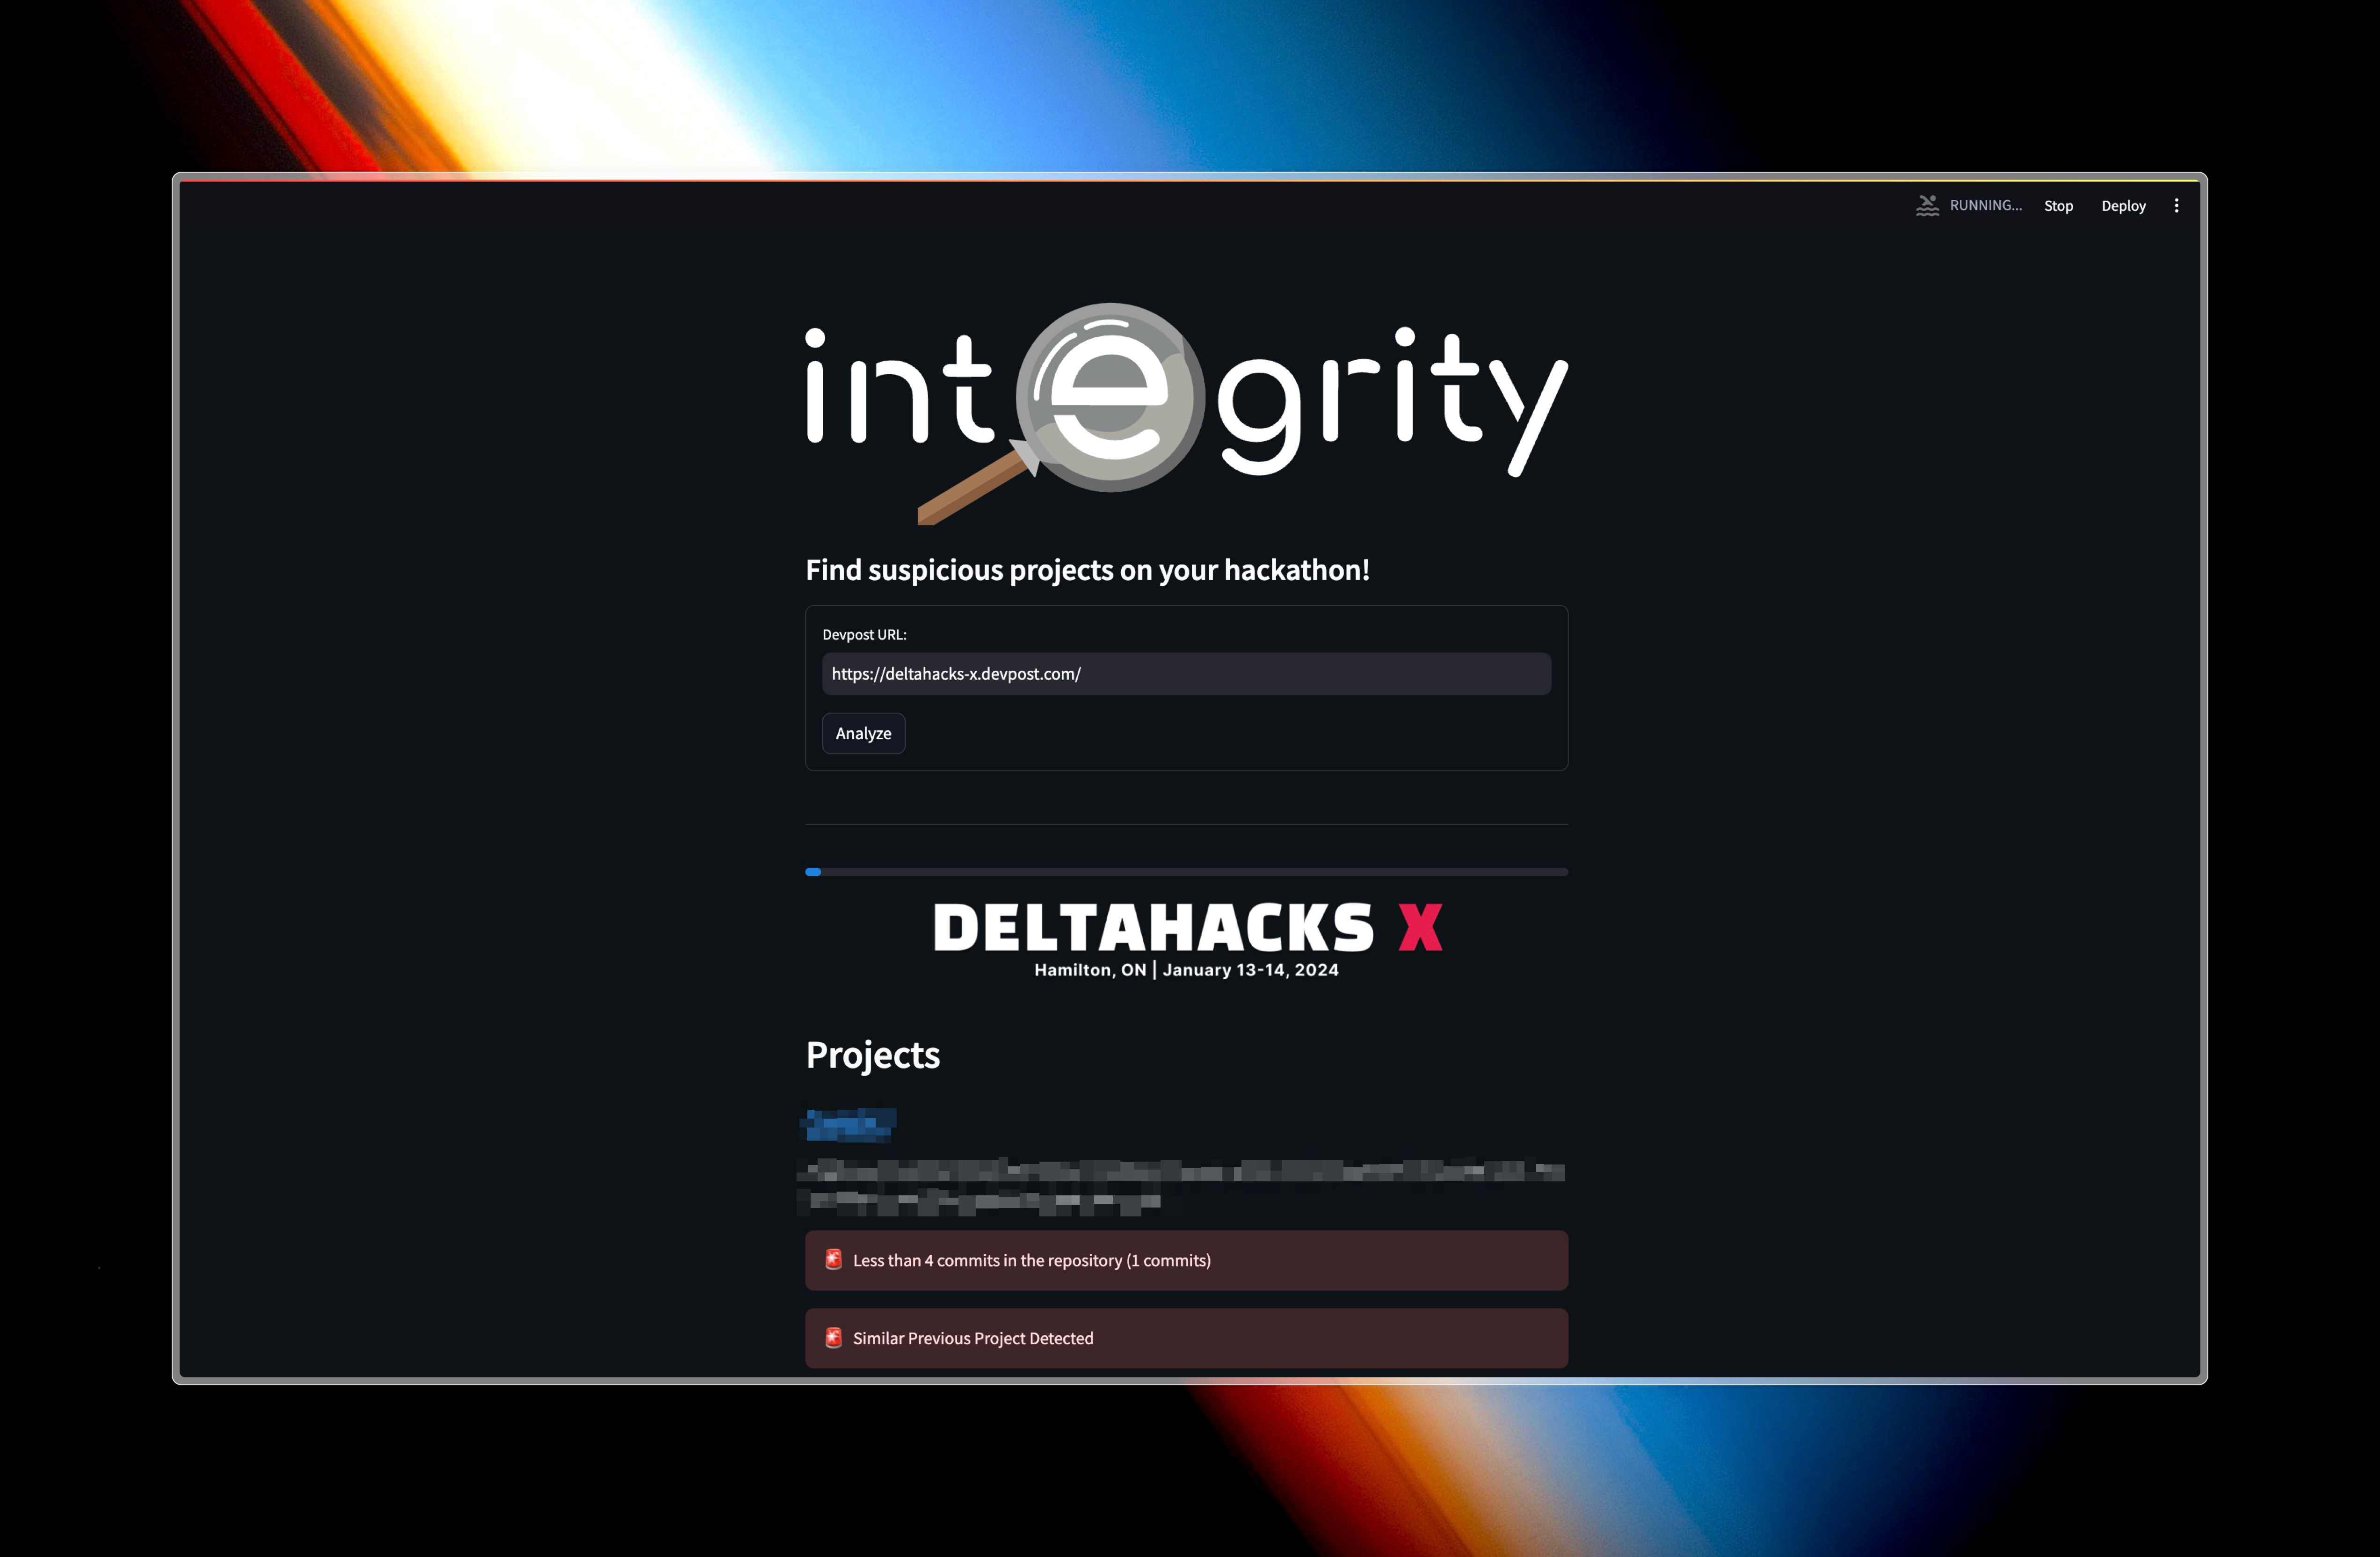 RUNNING... Stop Deploy
integrity
Find suspicious projects on your hackathon!
Devpost URL:
https://deltahacks-x.devpost.com/
Analyze
DELTAHACKS X
Hamilton, ON | January 13-14, 2024
Projects
Less than 4 commits in the repository (1 commits)
Similar Previous Project Detected